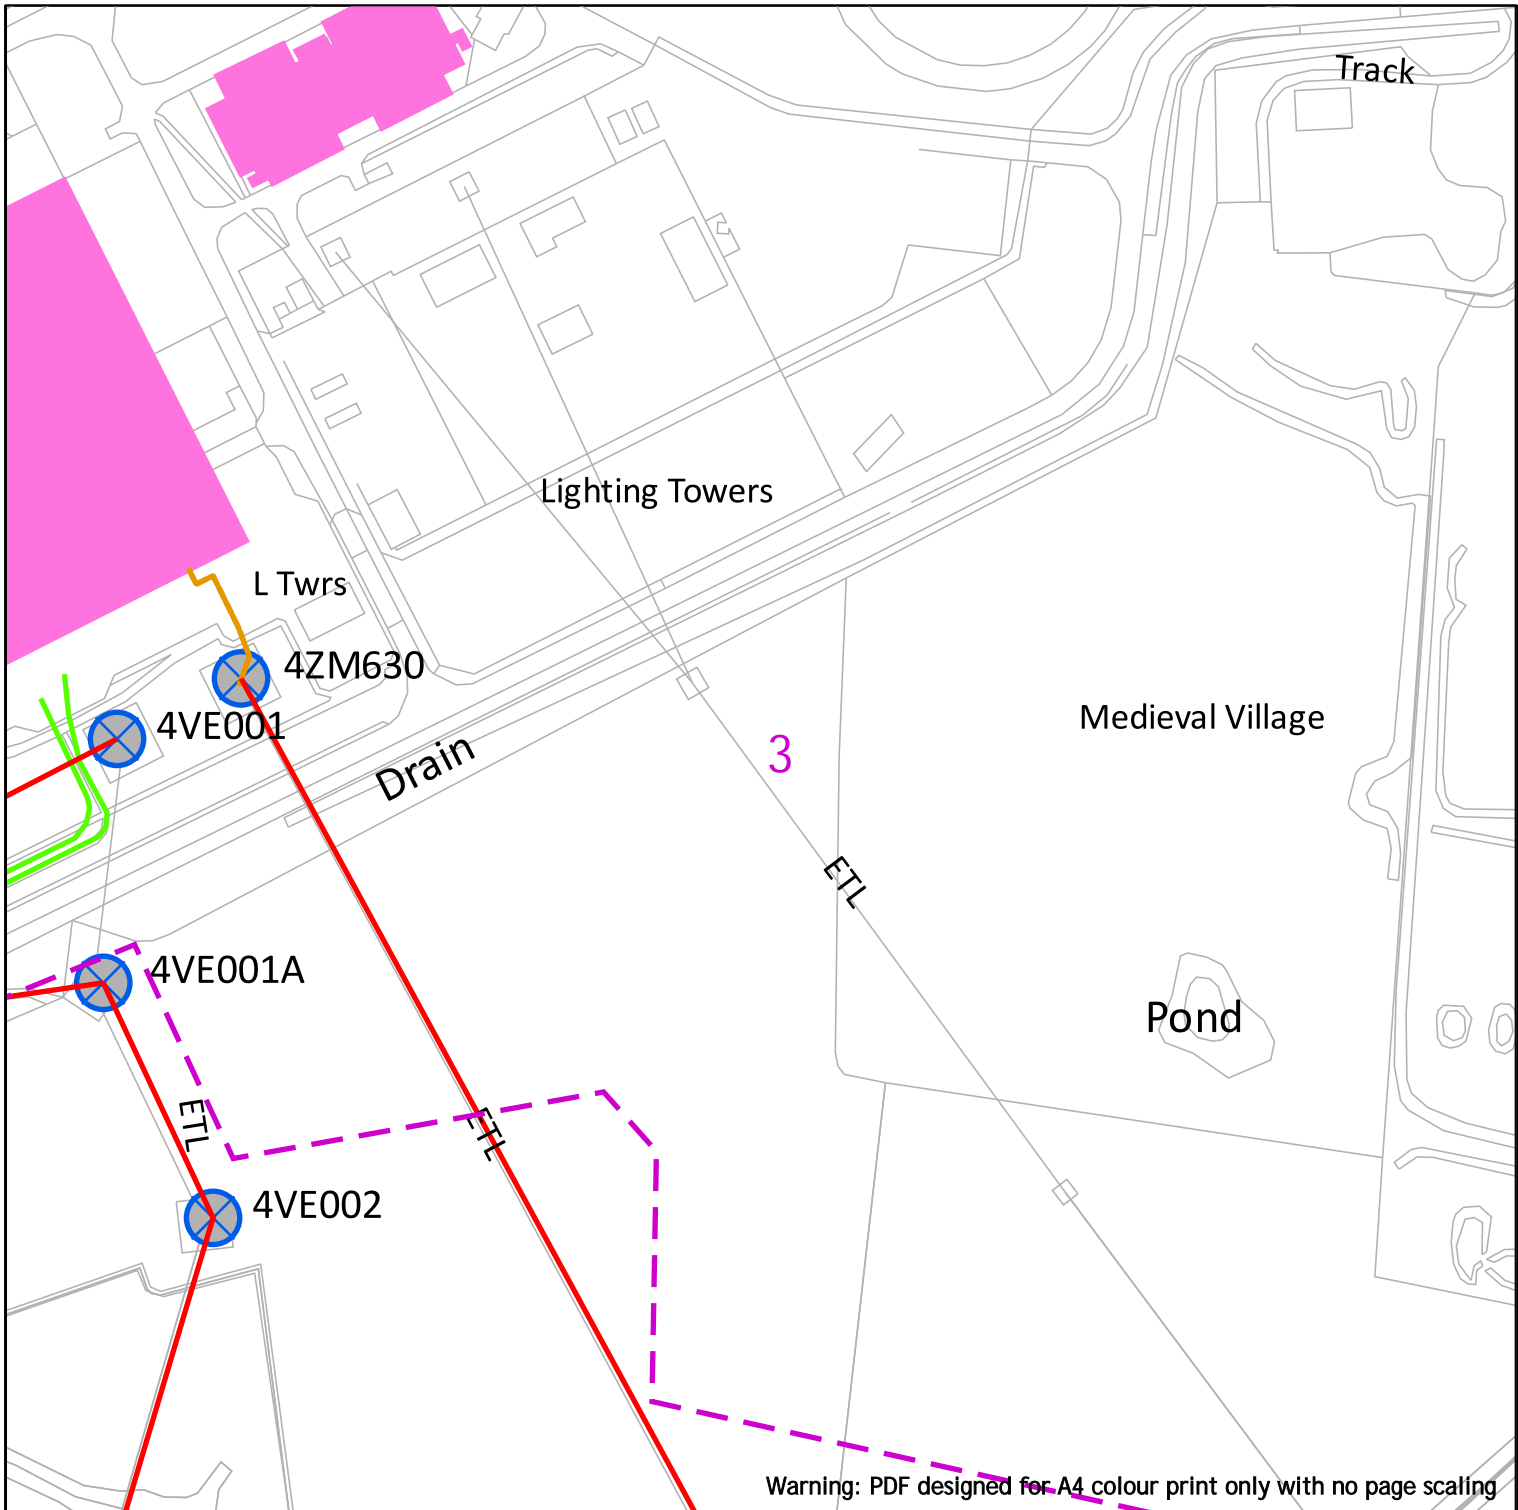 Track
Lighting Towers
L Twrs
4ZM630
4VE001
Medieval Village
3
Drain
ETL
4VE001A
Pond
ETL
ETL
4VE002
Warning: PDF designed for A4 colour print only with no page scaling